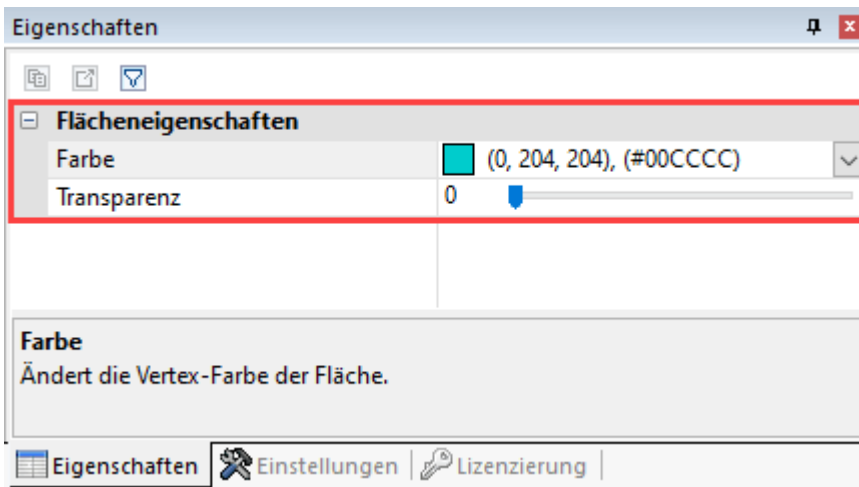 Eigenschaften
Flächeneigenschaften
Farbe (0, 204, 204), (#00CCCC)
Transparenz 0
Farbe
Ändert die Vertex-Farbe der Fläche.
Eigenschaften Einstellungen Lizenzierung